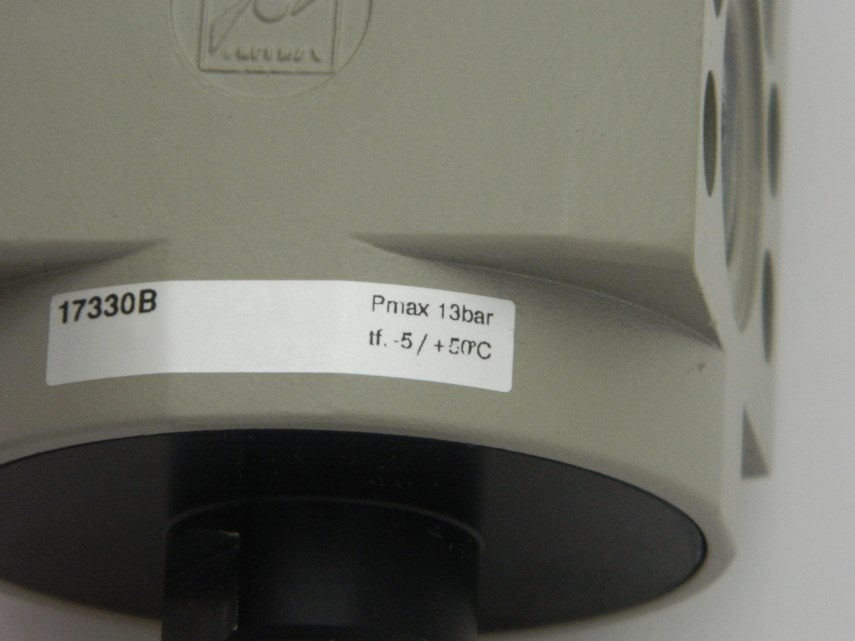 17330B
Pmax 13bar
tf. -5 / +50°C